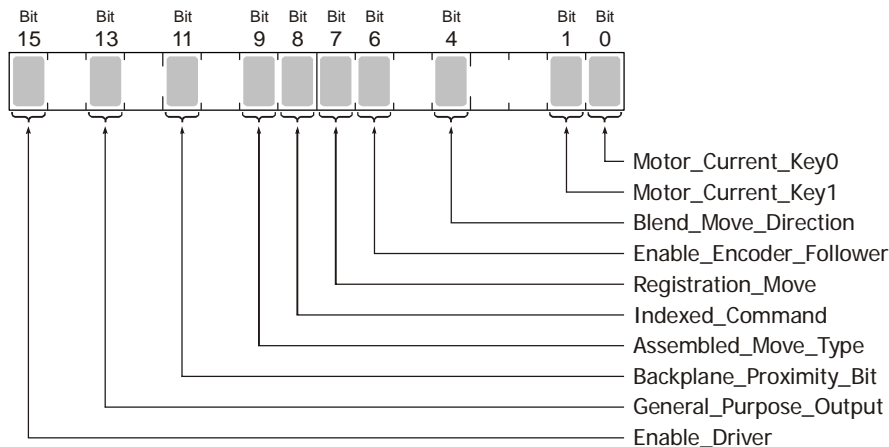 Bit Bit Bit Bit Bit Bit Bit Bit Bit Bit
15 13 11 9 8 7 6 4 1 0
Motor_Current_Key0
Motor_Current_Key1
Blend_Move_Direction
Enable_Encoder_Follower
Registration_Move
Indexed_Command
Assembled_Move_Type
Backplane_Proximity_Bit
General_Purpose_Output
Enable_Driver